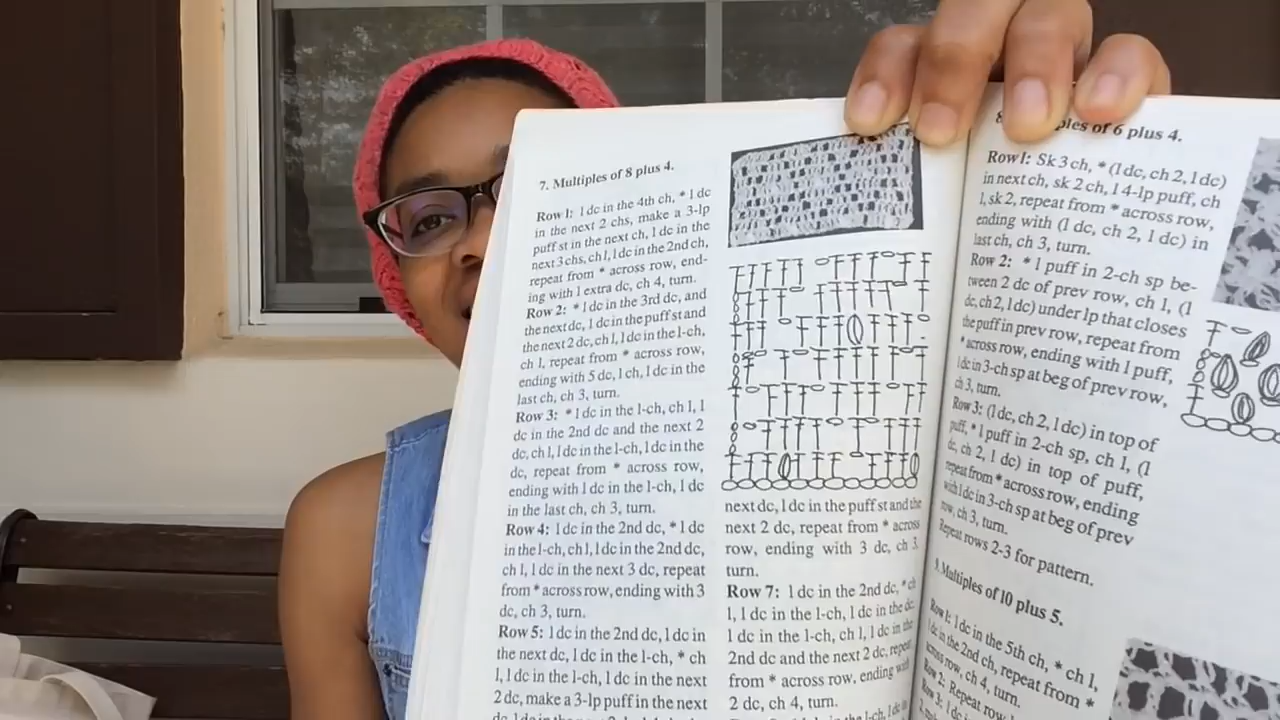 7. Multiples of 8 plus 4.
Row 1: 1 dc in the 4th ch, * 1 dc
in the next 2 chs, make a 3-lp
puff st in the next ch, 1 dc in the
next 3 chs, ch 1, 1 dc in the 2nd ch,
repeat from * across row, end-
ing with 1 extra dc, ch 4, turn.
Row 2: * 1 dc in the 3rd dc, and
the next dc, 1 dc in the puff st and
the next 2 dc, ch 1, 1 dc in the 1-ch,
ch 1, repeat from * across row,
ending with 5 dc, 1 ch, 1 dc in the
last ch, ch 3, turn.
Row 3: * 1 dc in the 1-ch, ch 1, 1
dc in the 2nd dc and the next 2
dc, ch 1, 1 dc in the 1-ch, 1 dc in the
dc, repeat from * across row,
ending with 1 dc in the 1-ch, 1 dc
in the last ch, ch 3, turn.
Row 4: 1 dc in the 2nd dc, * 1 dc
in the 1-ch, ch 1, 1 dc in the 2nd dc,
ch 1, 1 dc in the next 3 dc, repeat
from * across row, ending with 3
dc, ch 3, turn.
Row 5: 1 dc in the 2nd dc, 1 dc in
the next dc, 1 dc in the 1-ch, * ch
1, 1 dc in the 1-ch, 1 dc in the next
2 dc, make a 3-lp puff in the next
next dc, 1 dc in the puff st and the
next 2 dc, repeat from * across
row, ending with 3 dc, ch 3,
turn.
Row 7: 1 dc in the 2nd dc, * ch
1, 1 dc in the 1-ch, 1 dc in the dc,
1 dc in the 1-ch, ch 1, 1 dc in the
2nd dc and the next 2 dc, repeat
from * across row, ending with
2 dc, ch 4, turn.
8 of 6 plus 4.
Row 1: Sk 3 ch, * (1 dc, ch 2, 1 dc)
in next ch, sk 2 ch, 1 4-lp puff, ch
1, sk 2, repeat from * across row,
ending with (1 dc, ch 2, 1 dc) in
last ch, ch 3, turn.
Row 2: * 1 puff in 2-ch sp be-
tween 2 dc of prev row, ch 1, (1
dc, ch 2, 1 dc) under lp that closes
the puff in prev row, repeat from
* across row, ending with 1 puff,
1 dc in 3-ch sp at beg of prev row,
ch 3, turn.
Row 3: (1 dc, ch 2, 1 dc) in top of
puff, * 1 puff in 2-ch sp, ch 1, (1
dc, ch 2, 1 dc) in top of puff,
repeat from * across row, ending
with 1 dc in 3-ch sp at beg of prev
row, ch 3, turn.
Repeat rows 2-3 for pattern.
9. Multiples of 10 plus 5.
Row 1: 1 dc in the 5th ch, * ch 1,
1 dc in the 2nd ch, repeat from *
across row, ch 4, turn.
Row 2: Repeat row